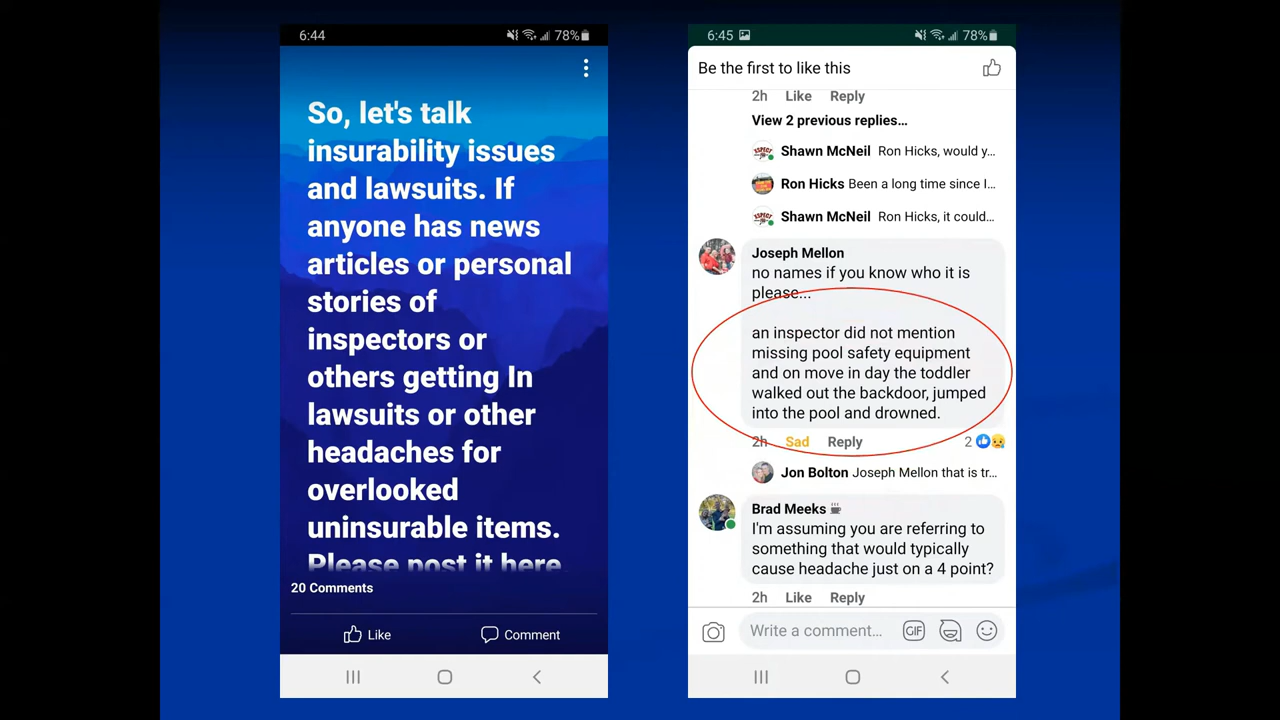 6:44
78%
So, let's talk
insurability issues
and lawsuits. If
anyone has news
articles or personal
stories of
inspectors or
others getting In
lawsuits or other
headaches for
overlooked
uninsurable items.
Please post it here
20 Comments
Like Comment
6:45
78%
Be the first to like this
2h Like Reply
View 2 previous replies...
Shawn McNeil Ron Hicks, would y...
Ron Hicks Been a long time since I...
Shawn McNeil Ron Hicks, it could...
Joseph Mellon
no names if you know who it is
please...
an inspector did not mention
missing pool safety equipment
and on move in day the toddler
walked out the backdoor, jumped
into the pool and drowned.
2h Sad Reply 2
Jon Bolton Joseph Mellon that is tr...
Brad Meeks
I'm assuming you are referring to
something that would typically
cause headache just on a 4 point?
2h Like Reply
Write a comment... GIF